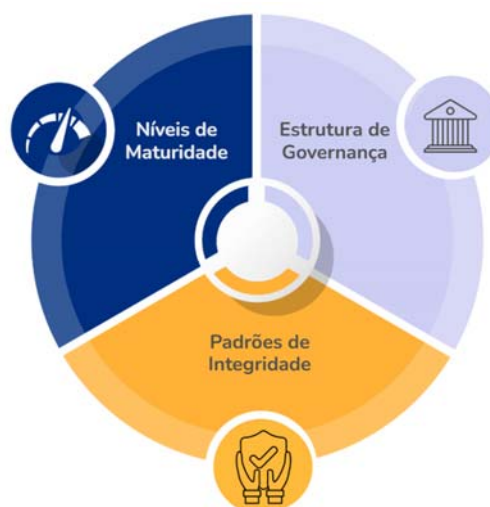 Níveis de
Maturidade
Estrutura de
Governança
Padrões de
Integridade